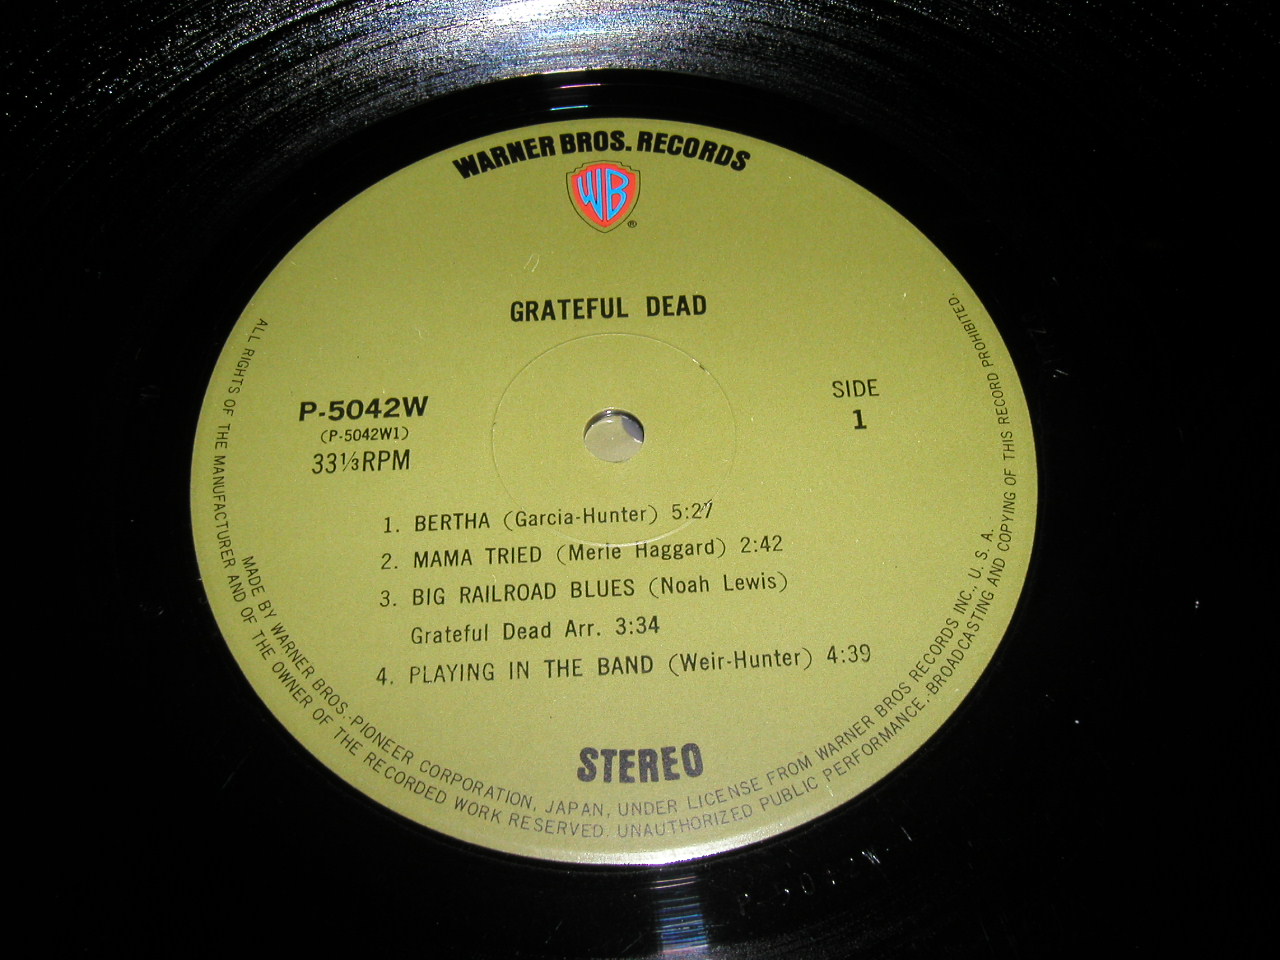 WARNER BROS. RECORDS
WB
®
GRATEFUL DEAD
P-5042W
(P-5042W1)
33⅓RPM
SIDE
1
1. BERTHA (Garcia-Hunter) 5:27
2. MAMA TRIED (Merie Haggard) 2:42
3. BIG RAILROAD BLUES (Noah Lewis)
Grateful Dead Arr. 3:34
4. PLAYING IN THE BAND (Weir-Hunter) 4:39
STEREO
MADE BY WARNER BROS.-PIONEER CORPORATION, JAPAN, UNDER LICENSE FROM WARNER BROS RECORDS INC., U. S. A.
ALL RIGHTS OF THE MANUFACTURER AND OF THE OWNER OF THE RECORDED WORK RESERVED. UNAUTHORIZED PUBLIC PERFORMANCE. BROADCASTING AND COPYING OF THIS RECORD PROHIBITED.